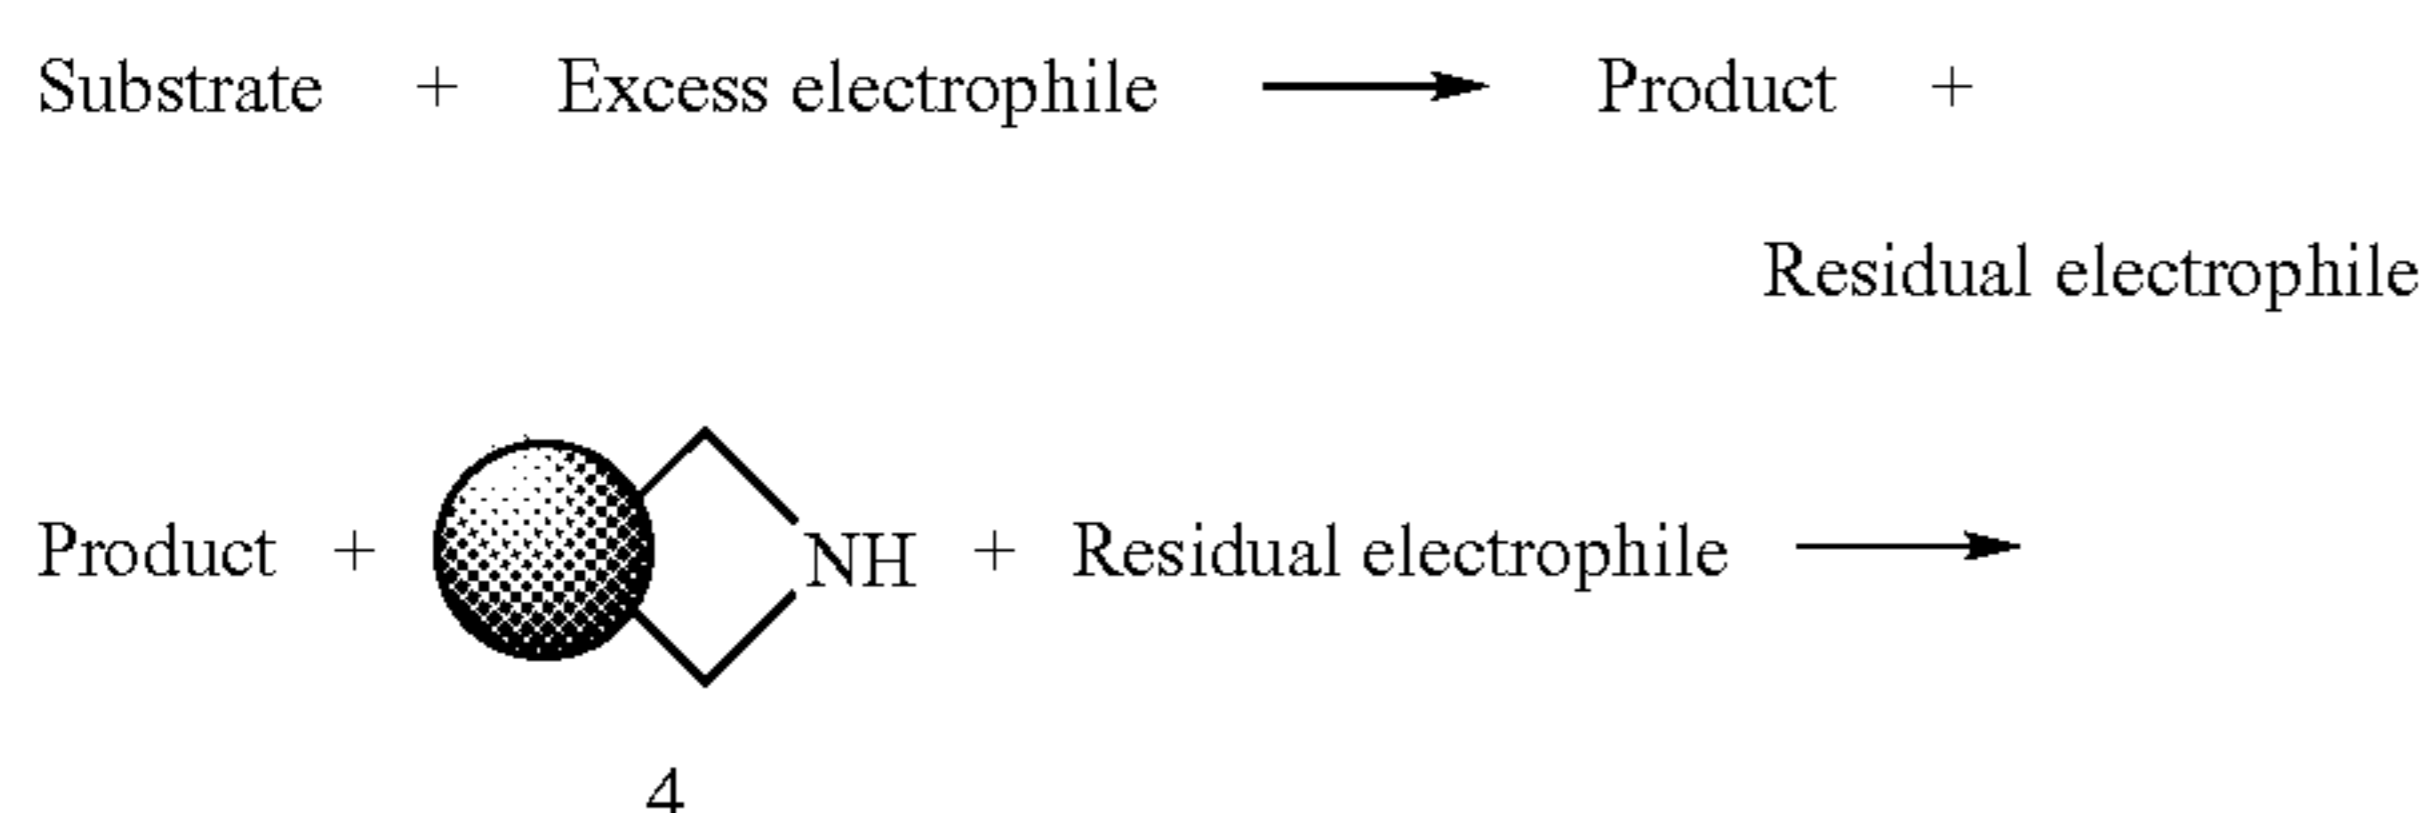 Substrate + Excess electrophile ⟶ Product +
Residual electrophile
Product + NH + Residual electrophile ⟶
4